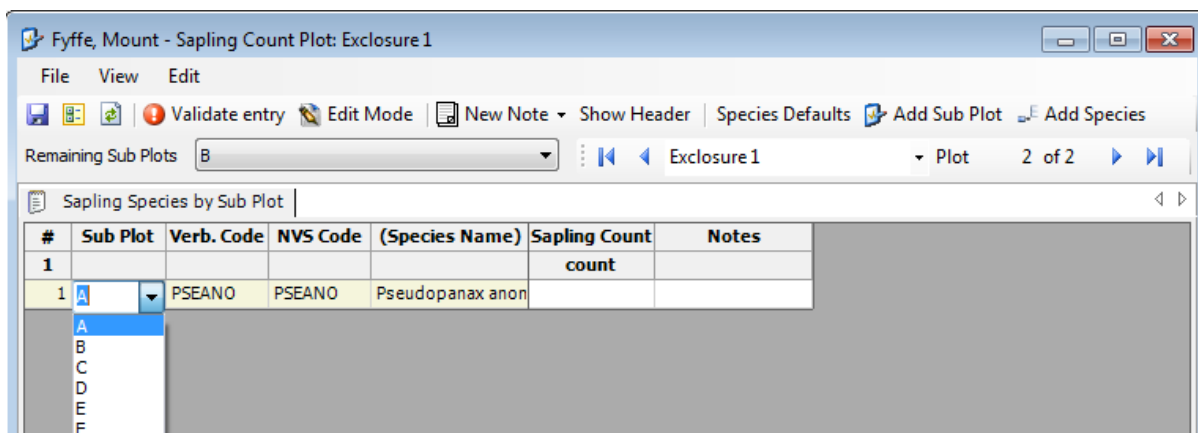 Fyffe, Mount - Sapling Count Plot: Exclosure 1
File View Edit
Validate entry Edit Mode New Note Show Header Species Defaults Add Sub Plot Add Species
Remaining Sub Plots B Exclosure 1 Plot 2 of 2
Sapling Species by Sub Plot
# Sub Plot Verb. Code NVS Code (Species Name) Sapling Count Notes
1 count
1 A PSEANO PSEANO Pseudopanax anon
A
B
C
D
E
F